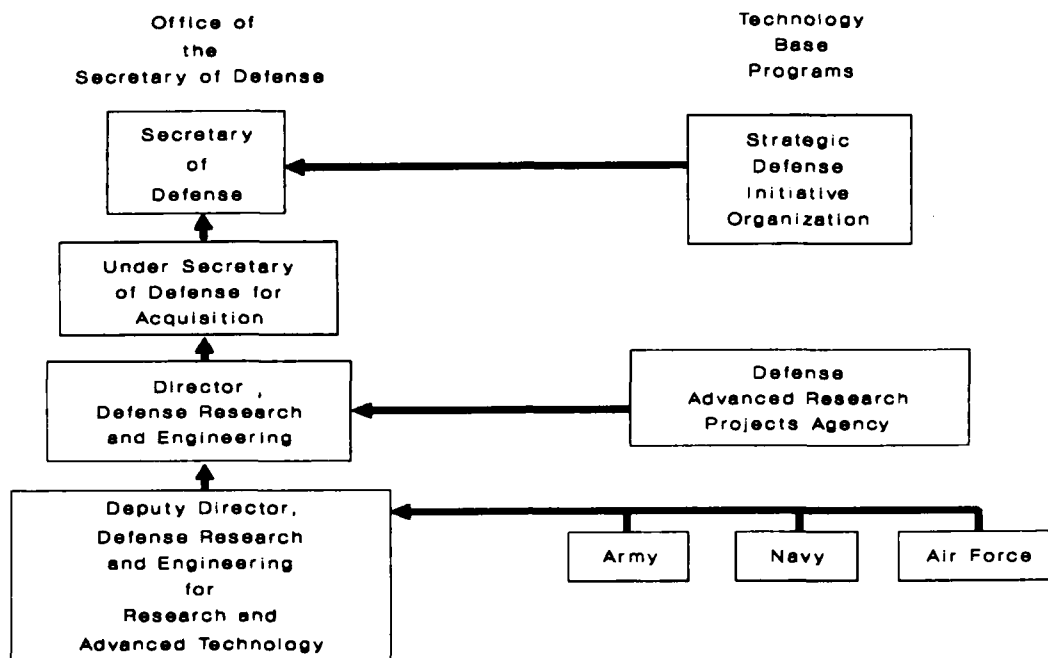 Office of
the
Secretary of Defense
Technology
Base
Programs
Secretary
of
Defense
Strategic
Defense
Initiative
Organization
Under Secretary
of Defense for
Acquisition
Director,
Defense Research
and Engineering
Defense
Advanced Research
Projects Agency
Deputy Director,
Defense Research
and Engineering
for
Research and
Advanced Technology
Army
Navy
Air Force